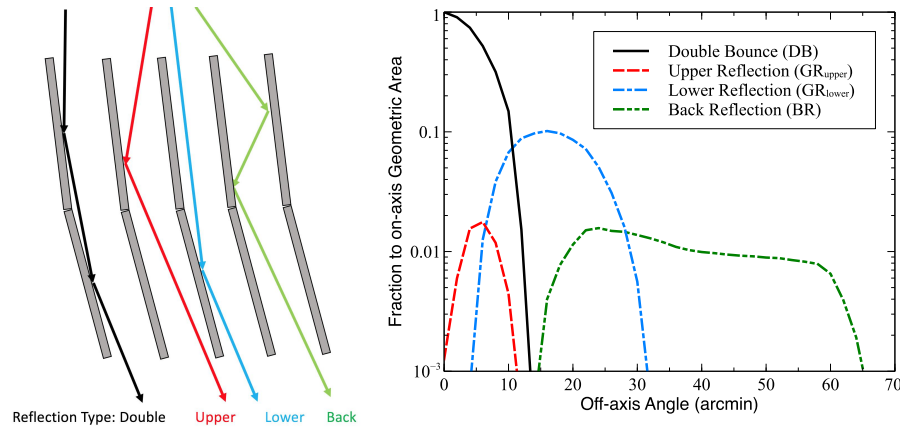 Reflection Type: Double Upper Lower Back
Fraction to on-axis Geometric Area
1
0.1
0.01
10⁻³
Double Bounce (DB)
Upper Reflection (GRupper)
Lower Reflection (GRlower)
Back Reflection (BR)
0 10 20 30 40 50 60 70
Off-axis Angle (arcmin)